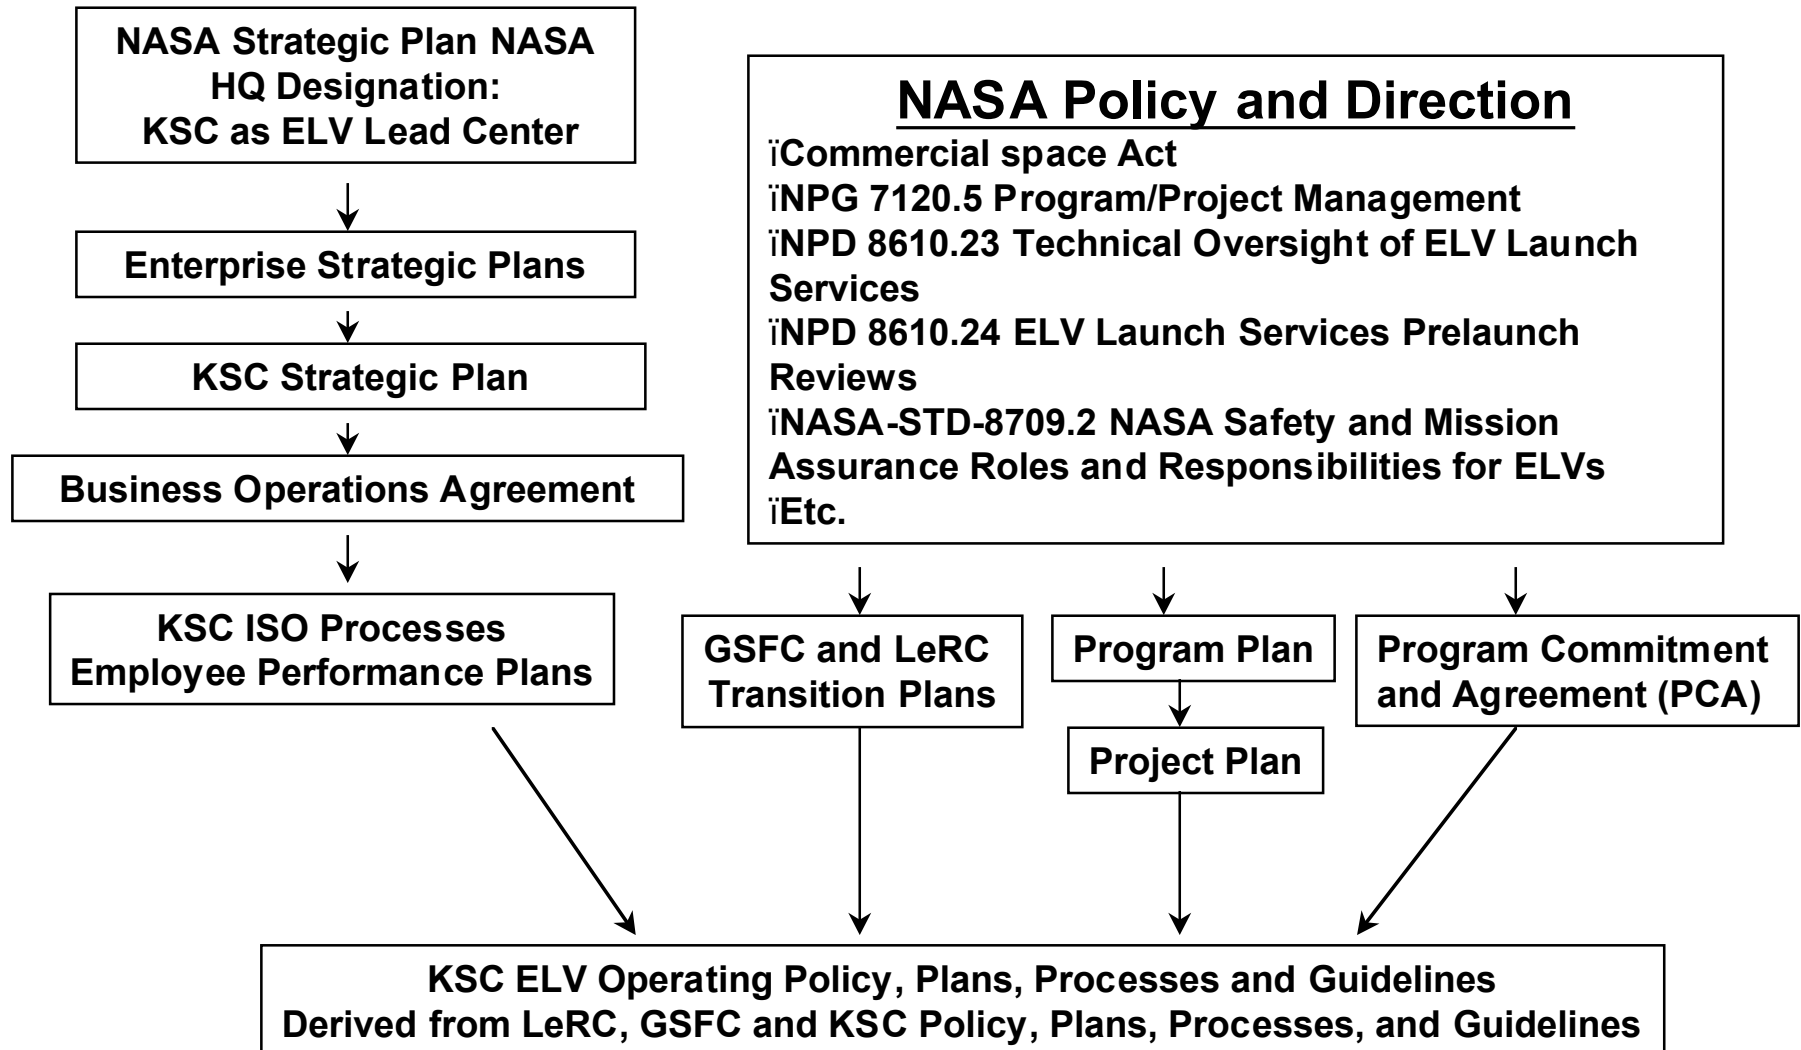 NASA Strategic Plan NASA
HQ Designation:
KSC as ELV Lead Center
Enterprise Strategic Plans
KSC Strategic Plan
Business Operations Agreement
KSC ISO Processes
Employee Performance Plans
NASA Policy and Direction
ïCommercial space Act
ïNPG 7120.5 Program/Project Management
ïNPD 8610.23 Technical Oversight of ELV Launch
Services
ïNPD 8610.24 ELV Launch Services Prelaunch
Reviews
ïNASA-STD-8709.2 NASA Safety and Mission
Assurance Roles and Responsibilities for ELVs
ïEtc.
GSFC and LeRC
Transition Plans
Program Plan
Project Plan
Program Commitment
and Agreement (PCA)
KSC ELV Operating Policy, Plans, Processes and Guidelines
Derived from LeRC, GSFC and KSC Policy, Plans, Processes, and Guidelines